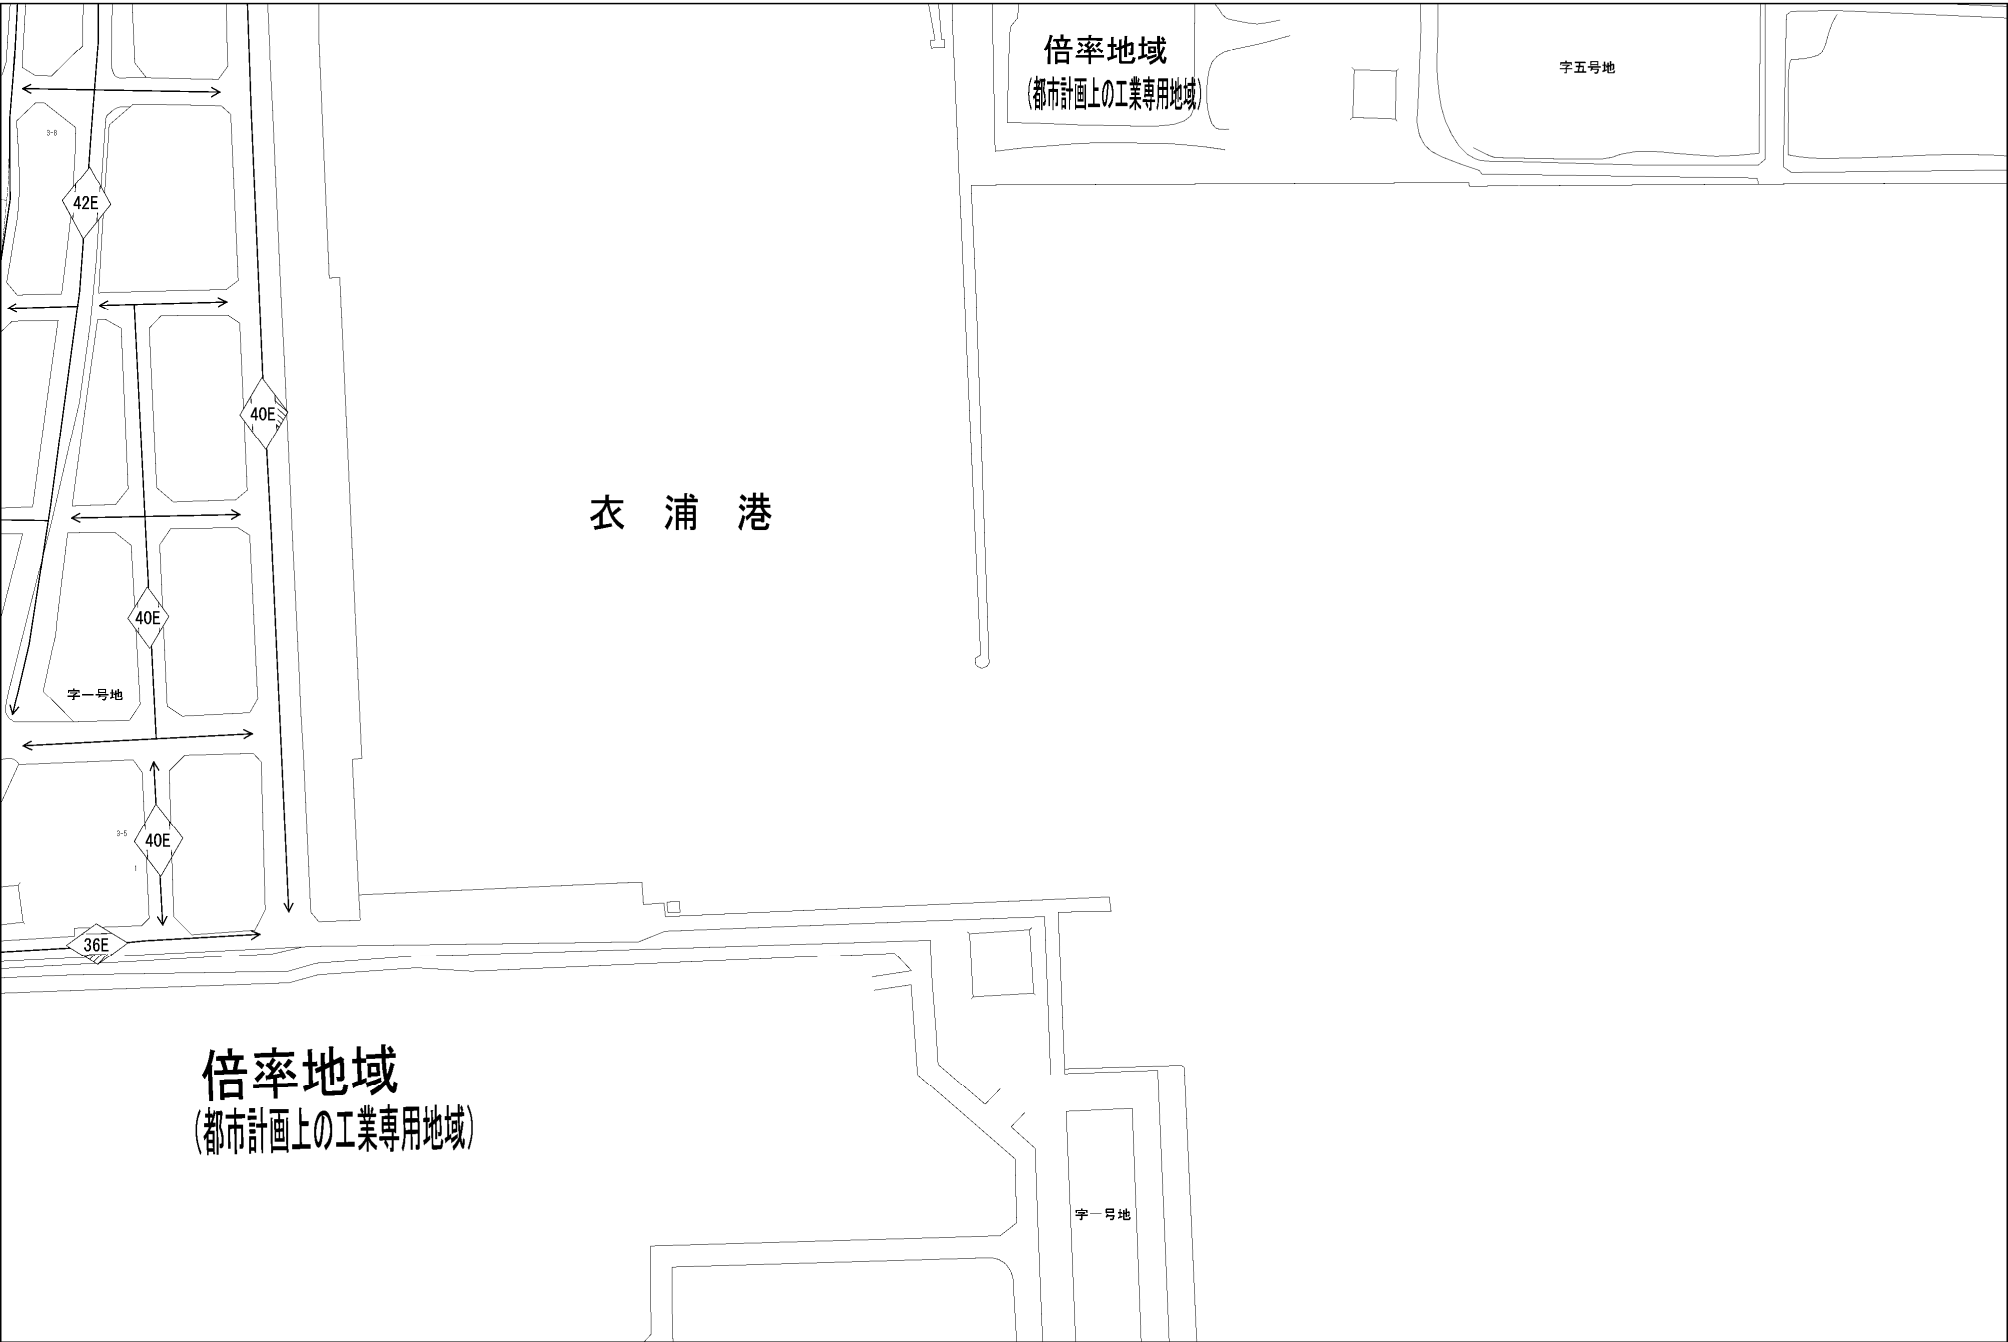 倍率地域
(都市計画上の工業専用地域)
字五号地
3-8
42E
40E
衣浦港
40E
字一号地
3-5
40E
1
36E
倍率地域
(都市計画上の工業専用地域)
字一号地